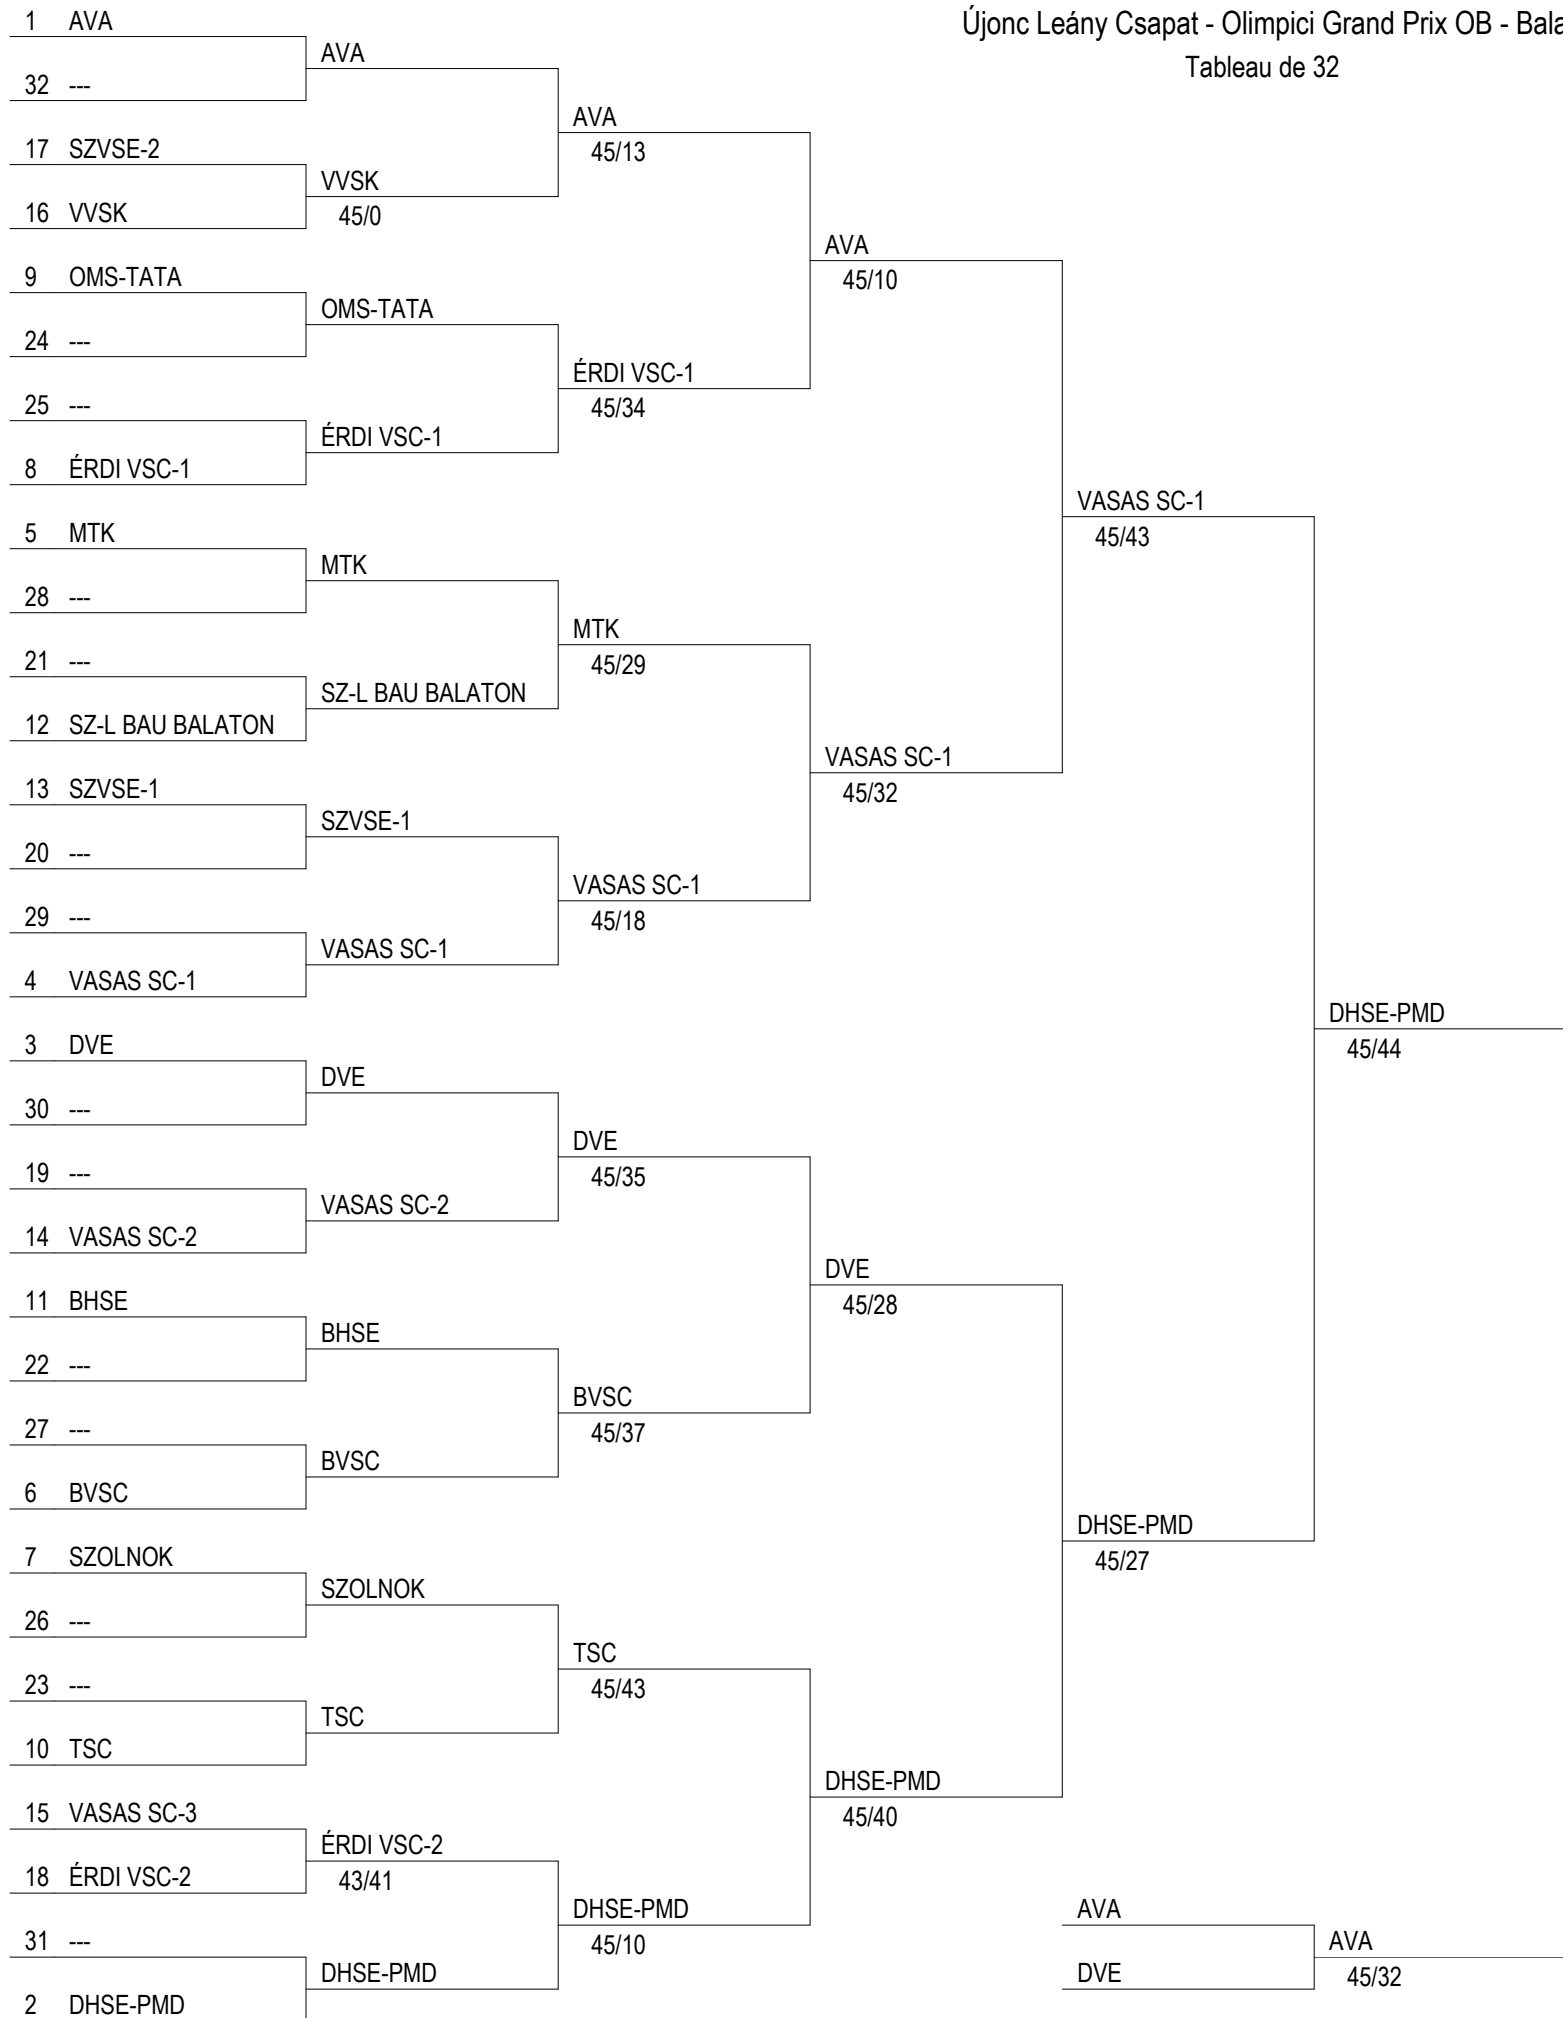 Újonc Leány Csapat - Olimpici Grand Prix OB - Bala
Tableau de 32
1 AVA
32 ---
17 SZVSE-2
16 VVSK
9 OMS-TATA
24 ---
25 ---
8 ÉRDI VSC-1
5 MTK
28 ---
21 ---
12 SZ-L BAU BALATON
13 SZVSE-1
20 ---
29 ---
4 VASAS SC-1
3 DVE
30 ---
19 ---
14 VASAS SC-2
11 BHSE
22 ---
27 ---
6 BVSC
7 SZOLNOK
26 ---
23 ---
10 TSC
15 VASAS SC-3
18 ÉRDI VSC-2
31 ---
2 DHSE-PMD
AVA
VVSK
45/0
OMS-TATA
ÉRDI VSC-1
MTK
SZ-L BAU BALATON
SZVSE-1
VASAS SC-1
DVE
VASAS SC-2
BHSE
BVSC
SZOLNOK
TSC
ÉRDI VSC-2
43/41
DHSE-PMD
AVA
45/13
ÉRDI VSC-1
45/34
MTK
45/29
VASAS SC-1
45/18
DVE
45/35
BVSC
45/37
TSC
45/43
DHSE-PMD
45/10
AVA
45/10
VASAS SC-1
45/32
DVE
45/28
DHSE-PMD
45/40
VASAS SC-1
45/43
DHSE-PMD
45/27
DHSE-PMD
45/44
AVA
DVE
AVA
45/32